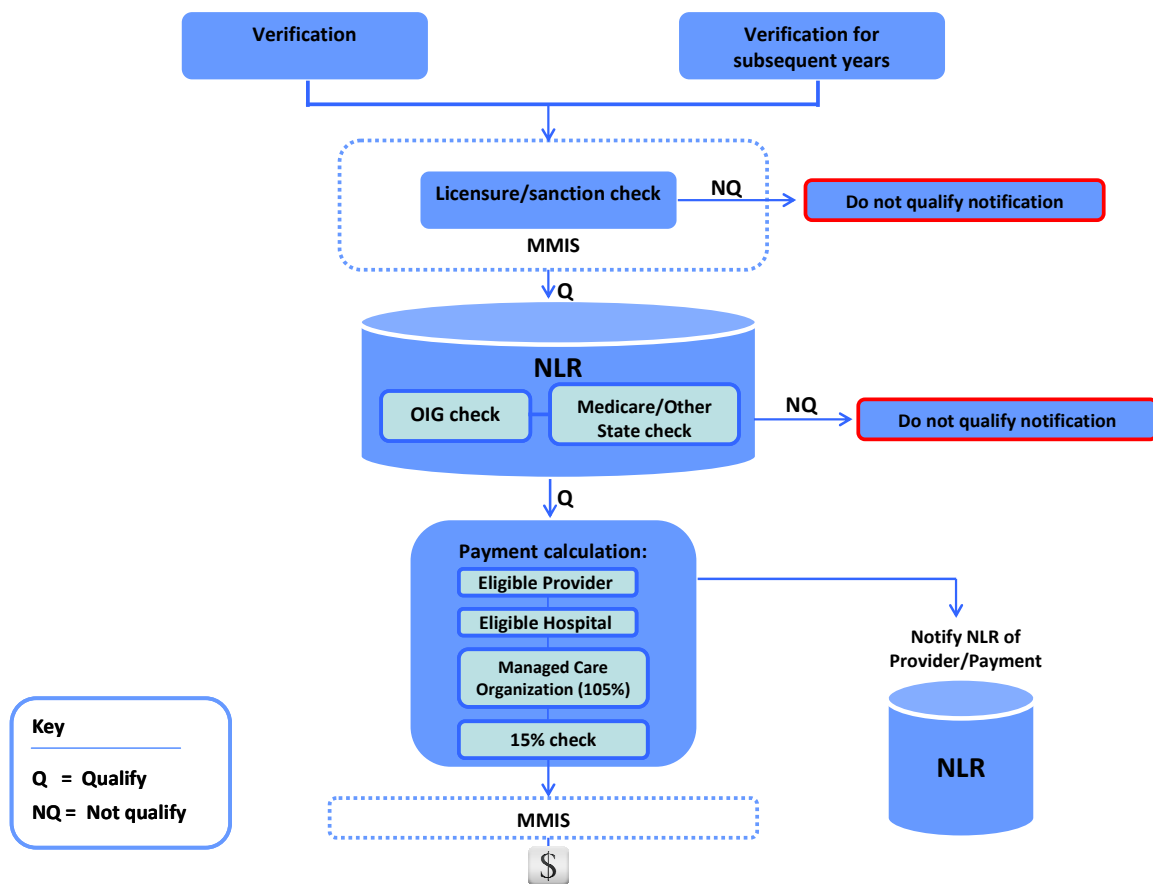 Verification
Verification for
subsequent years
Licensure/sanction check
NQ
Do not qualify notification
MMIS
Q
NLR
OIG check
Medicare/Other
State check
NQ
Do not qualify notification
Q
Payment calculation:
Eligible Provider
Eligible Hospital
Managed Care
Organization (105%)
15% check
Notify NLR of
Provider/Payment
NLR
Key
Q = Qualify
NQ = Not qualify
MMIS
$